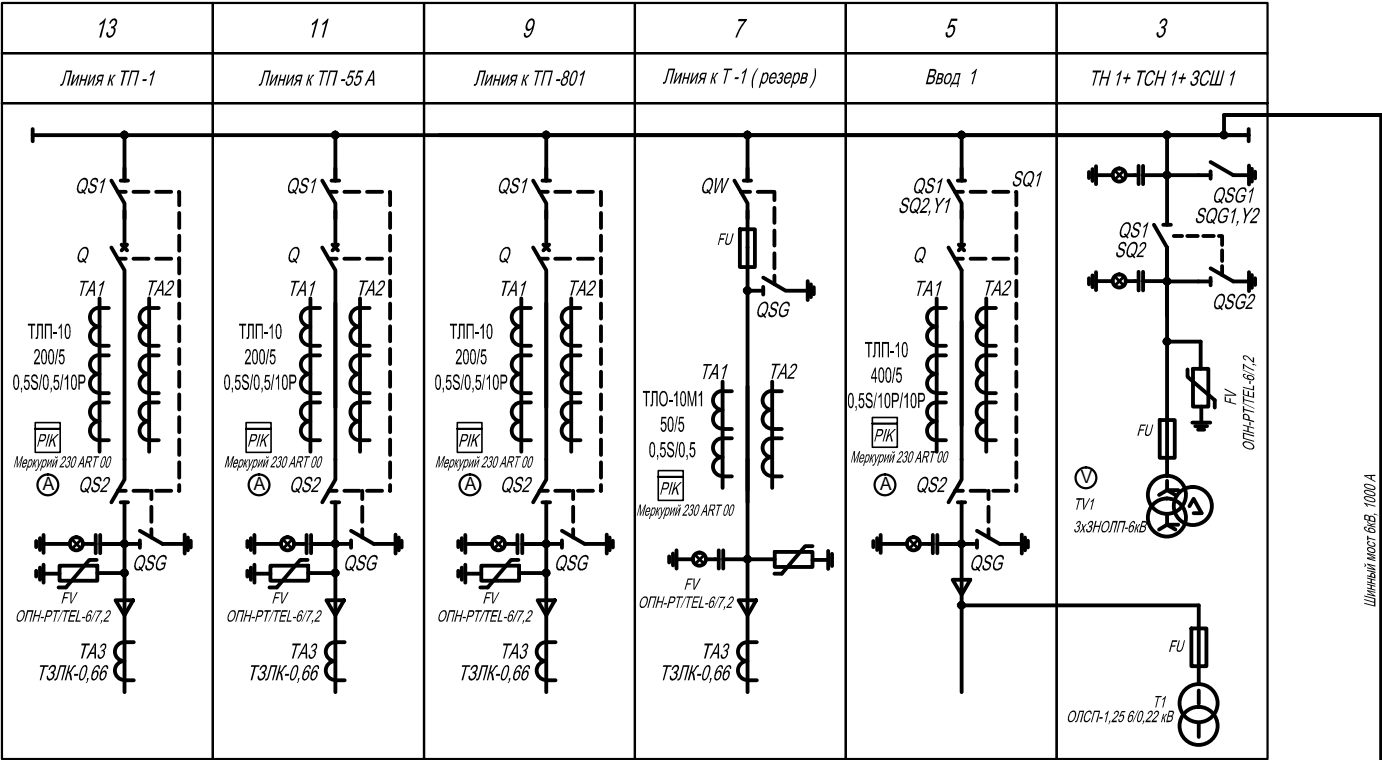 13
11
9
7
5
3
Линия к ТП -1
Линия к ТП -55 А
Линия к ТП -801
Линия к Т -1 ( резерв )
Ввод 1
ТН 1+ ТСН 1+ ЗСШ 1
QS1
Q
TA1
TA2
ТЛП-10
200/5
0,5S/0,5/10Р
PIK
Меркурий 230 ART 00
A
QS2
QSG
FV
ОПН-РТ/TEL-6/7,2
TA3
ТЗЛК-0,66
QS1
Q
TA1
TA2
ТЛП-10
200/5
0,5S/0,5/10Р
PIK
Меркурий 230 ART 00
A
QS2
QSG
FV
ОПН-РТ/TEL-6/7,2
TA3
ТЗЛК-0,66
QS1
Q
TA1
TA2
ТЛП-10
200/5
0,5S/0,5/10Р
PIK
Меркурий 230 ART 00
A
QS2
QSG
FV
ОПН-РТ/TEL-6/7,2
TA3
ТЗЛК-0,66
QW
FU
QSG
TA1
TA2
ТЛО-10М1
50/5
0,5S/0,5
PIK
Меркурий 230 ART 00
FV
ОПН-РТ/TEL-6/7,2
TA3
ТЗЛК-0,66
QS1
SQ2,Y1
SQ1
Q
TA1
TA2
ТЛП-10
400/5
0,5S/10Р/10Р
PIK
Меркурий 230 ART 00
A
QS2
QSG
QSG1
SQG1,Y2
QS1
SQ2
QSG2
FV
ОПН-РТ/TEL-6/7,2
FU
V
TV1
3хЗНОЛП-6кВ
FU
T1
ОЛСП-1,25 6/0,22 кВ
Шинный мост 6кВ, 1000 А